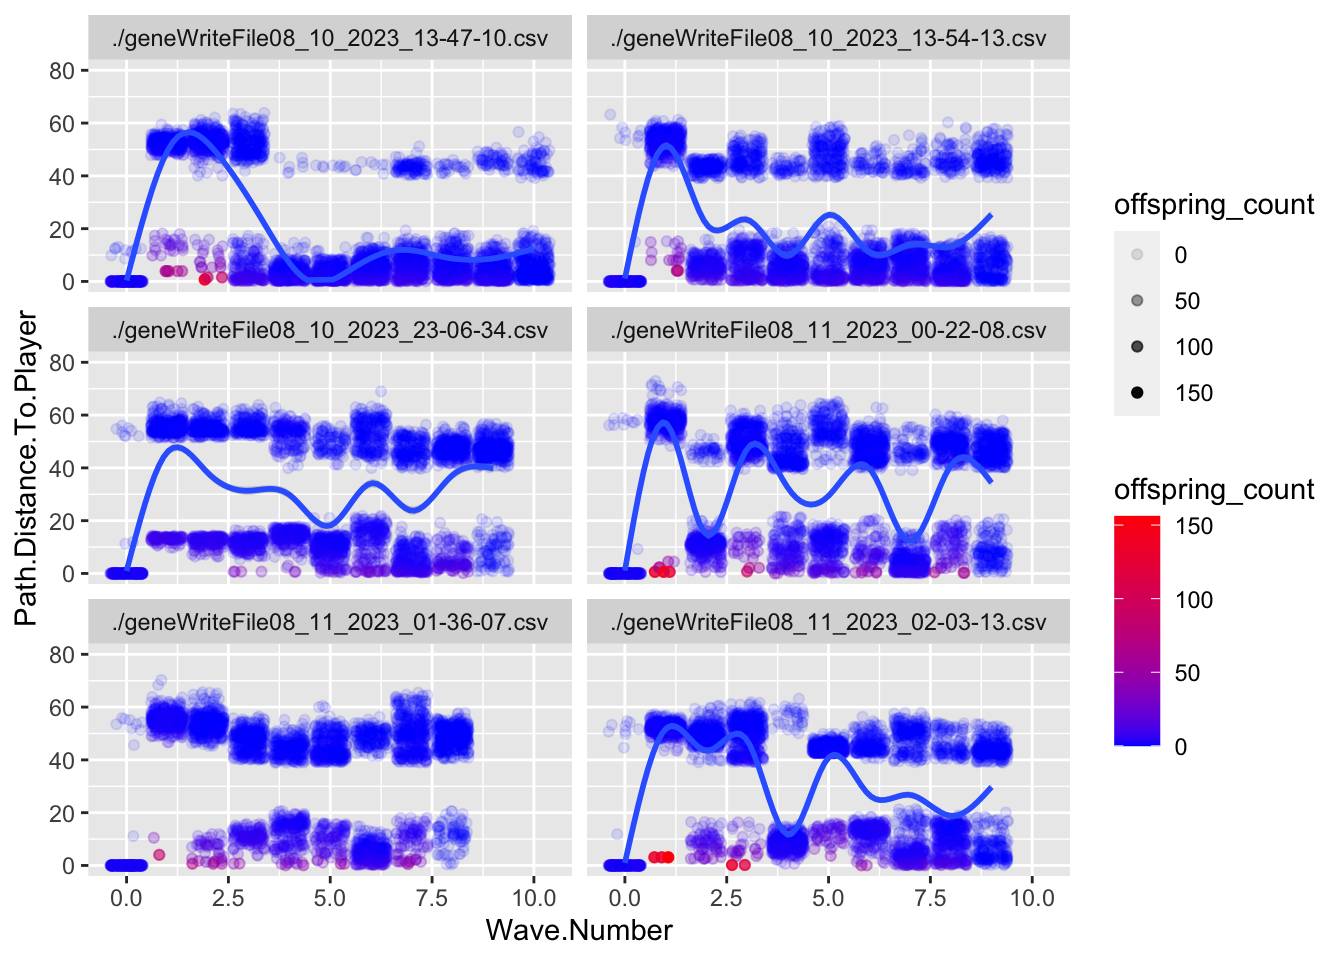 ./geneWriteFile08_10_2023_13-47-10.csv
./geneWriteFile08_10_2023_13-54-13.csv
80
60
40
20
0
./geneWriteFile08_10_2023_23-06-34.csv
./geneWriteFile08_11_2023_00-22-08.csv
80
60
40
20
0
./geneWriteFile08_11_2023_01-36-07.csv
./geneWriteFile08_11_2023_02-03-13.csv
80
60
40
20
0
0.0 2.5 5.0 7.5 10.0
0.0 2.5 5.0 7.5 10.0
Wave.Number
Path.Distance.To.Player
offspring_count
0
50
100
150
offspring_count
150
100
50
0